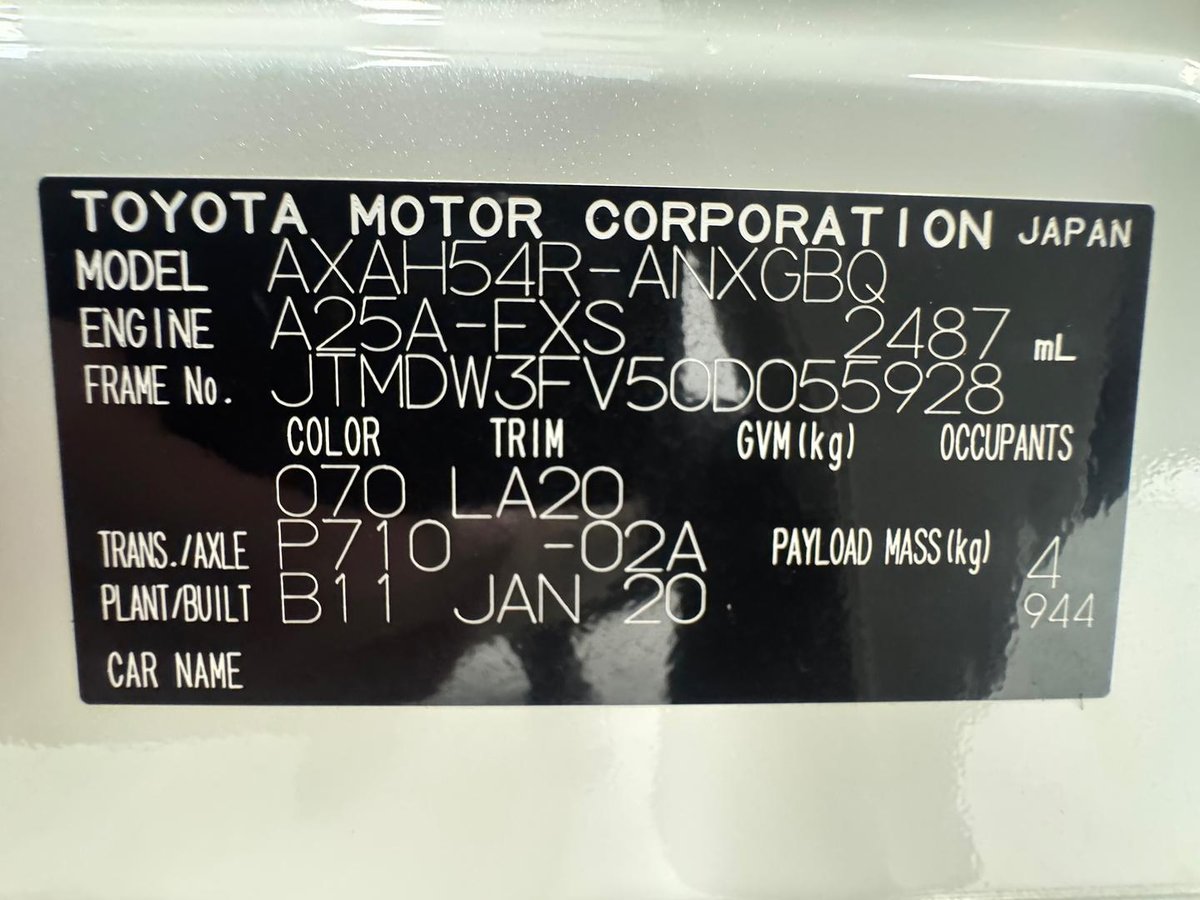 TOYOTA MOTOR CORPORATION JAPAN
MODEL AXAH54R-ANXGBQ
ENGINE A25A-FXS 2487 mL
FRAME No. JTMDW3FV50D055928
COLOR TRIM GVM(kg) OCCUPANTS
070 LA20
TRANS./AXLE P710 -02A PAYLOAD MASS(kg) 4
PLANT/BUILT B11 JAN 20 944
CAR NAME